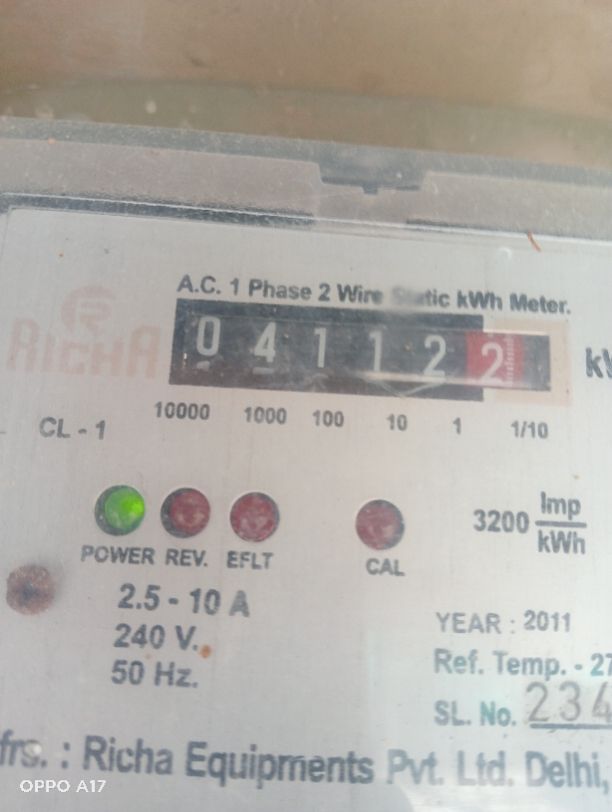 A.C. 1 Phase 2 Wire Static kWh Meter.
RICHA
0 4 1 1 2 2
10000 1000 100 10 1 1/10
CL - 1
3200 Imp/kWh
POWER REV. EFLT CAL
2.5 - 10 A
240 V.
50 Hz.
YEAR : 2011
Ref. Temp. - 27
SL. No. 234
frs. : Richa Equipments Pvt. Ltd. Delhi,
OPPO A17